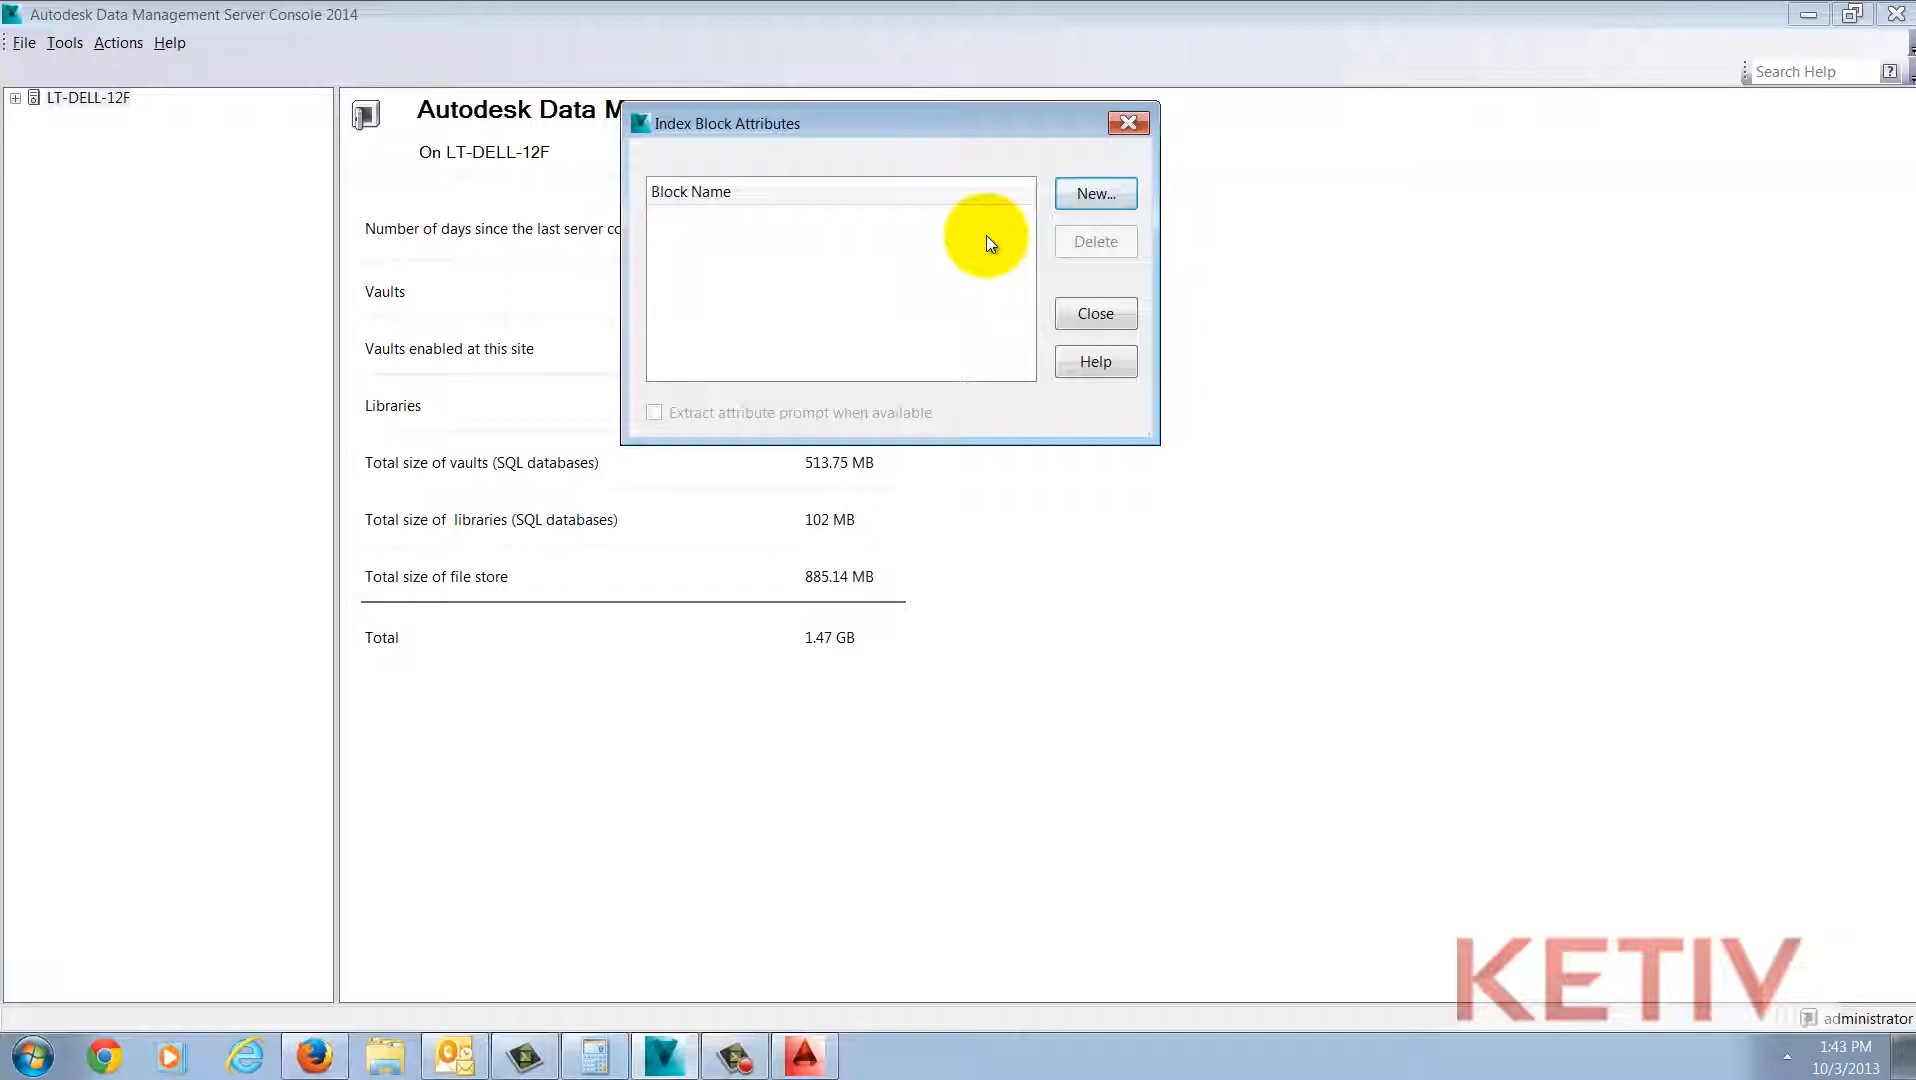 Autodesk Data Management Server Console 2014
File Tools Actions Help
Search Help
LT-DELL-12F
Autodesk Data M
On LT-DELL-12F
Number of days since the last server co
Vaults
Vaults enabled at this site
Libraries
Total size of vaults (SQL databases) 513.75 MB
Total size of libraries (SQL databases) 102 MB
Total size of file store 885.14 MB
Total 1.47 GB
Index Block Attributes
Block Name
New...
Delete
Close
Help
Extract attribute prompt when available
KETIV
administrator
1:43 PM
10/3/2013